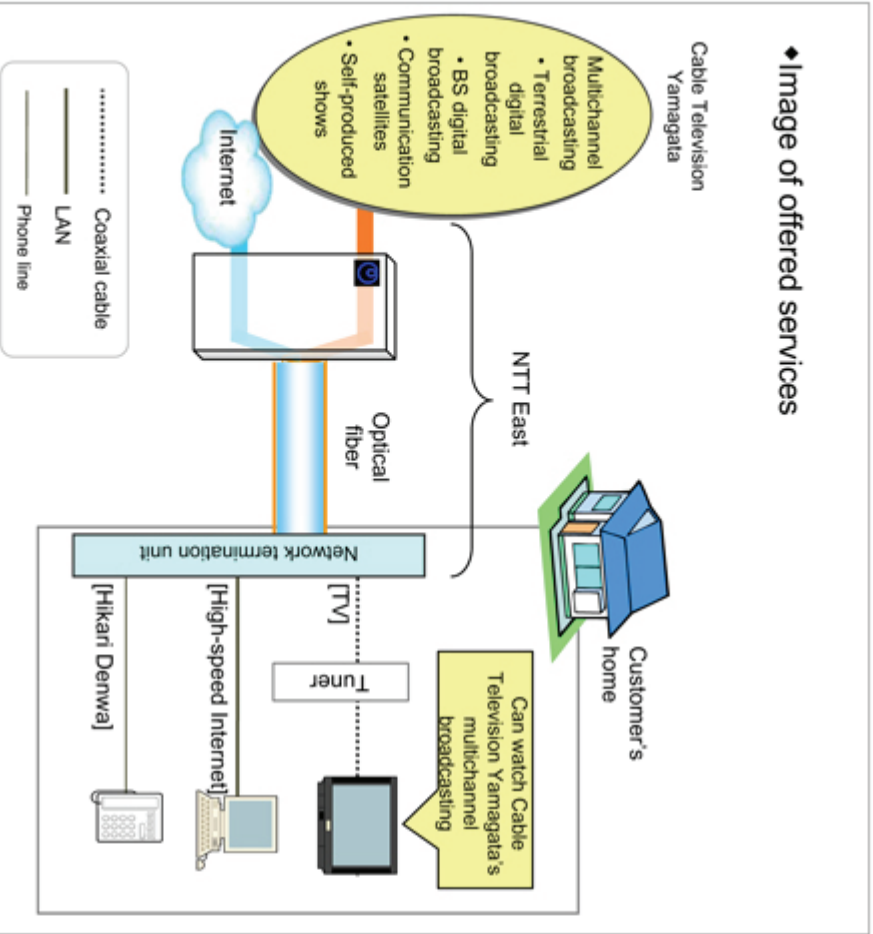 ◆Image of offered services
Cable Television
Yamagata
Multichannel
broadcasting
• Terrestrial
digital
broadcasting
• BS digital
broadcasting
• Communication
satellites
• Self-produced
shows
Internet
NTT East
Optical
fiber
Customer's
home
Network termination unit
[TV]
Tuner
Can watch Cable
Television Yamagata's
multichannel
broadcasting
[High-speed Internet]
[Hikari Denwa]
Coaxial cable
LAN
Phone line